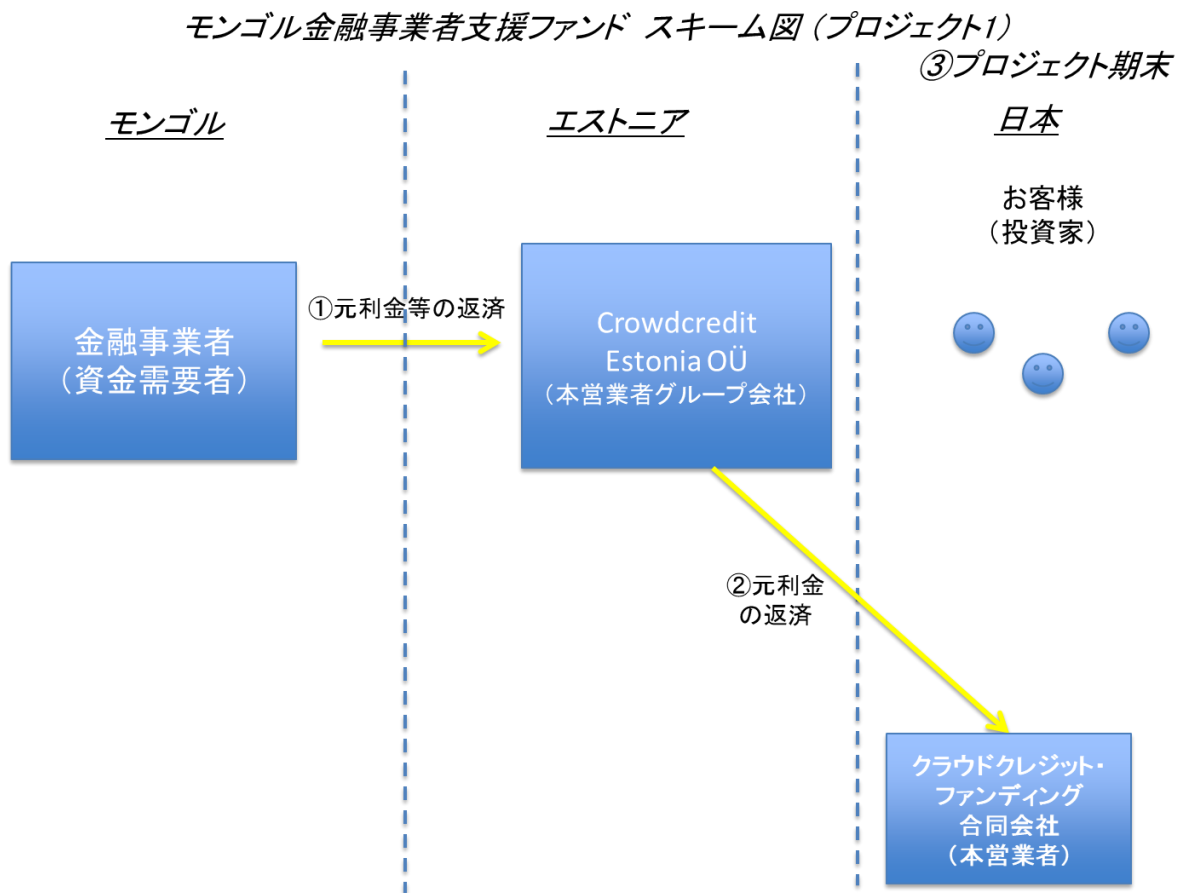 モンゴル金融事業者支援ファンド スキーム図（プロジェクト1）
③プロジェクト期末
モンゴル
エストニア
日本
お客様
（投資家）
①元利金等の返済
金融事業者
（資金需要者）
Crowdcredit
Estonia OÜ
（本営業者グループ会社）
②元利金
の返済
クラウドクレジット・
ファンディング
合同会社
（本営業者）